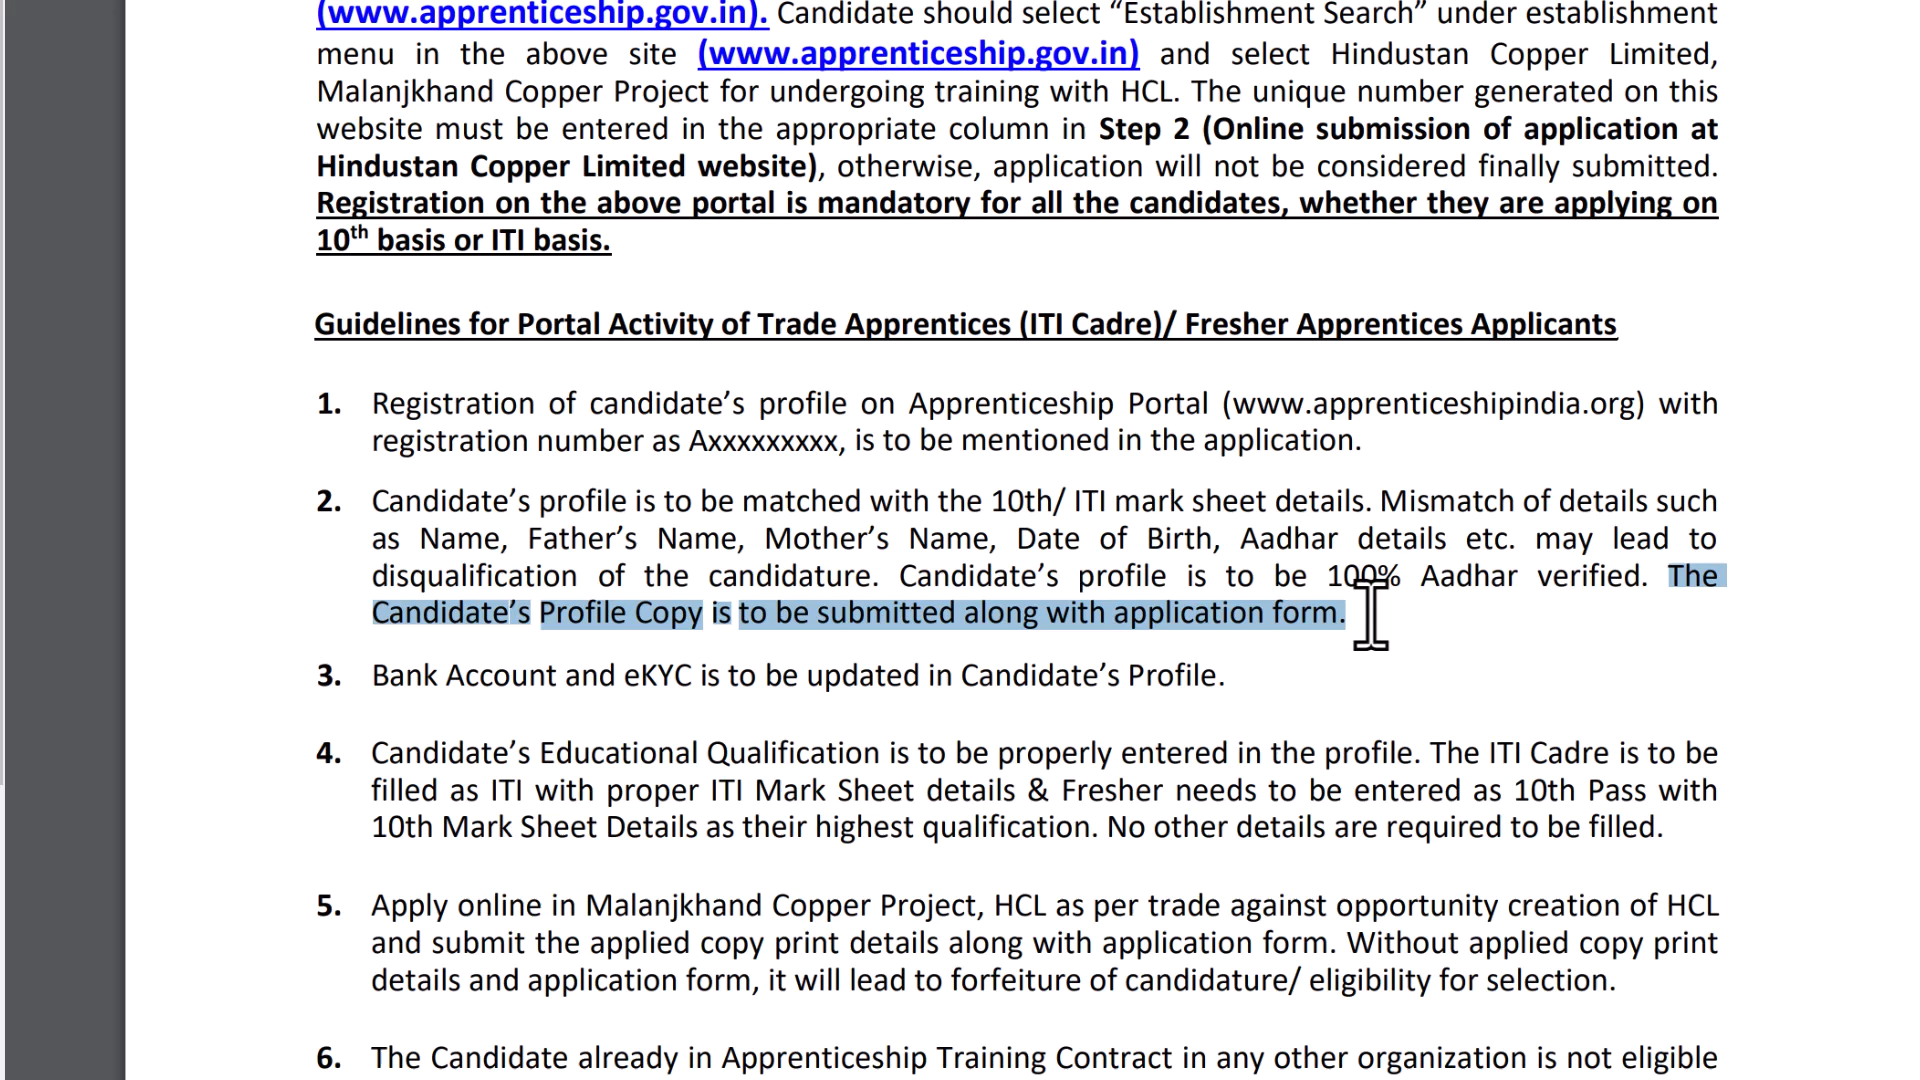 (www.apprenticeship.gov.in). Candidate should select “Establishment Search” under establishment
menu in the above site (www.apprenticeship.gov.in) and select Hindustan Copper Limited,
Malanjkhand Copper Project for undergoing training with HCL. The unique number generated on this
website must be entered in the appropriate column in Step 2 (Online submission of application at
Hindustan Copper Limited website), otherwise, application will not be considered finally submitted.
Registration on the above portal is mandatory for all the candidates, whether they are applying on
10th basis or ITI basis.
Guidelines for Portal Activity of Trade Apprentices (ITI Cadre)/ Fresher Apprentices Applicants
1. Registration of candidate’s profile on Apprenticeship Portal (www.apprenticeshipindia.org) with
registration number as Axxxxxxxxx, is to be mentioned in the application.
2. Candidate’s profile is to be matched with the 10th/ ITI mark sheet details. Mismatch of details such
as Name, Father’s Name, Mother’s Name, Date of Birth, Aadhar details etc. may lead to
disqualification of the candidature. Candidate’s profile is to be 100% Aadhar verified. The
Candidate’s Profile Copy is to be submitted along with application form.
3. Bank Account and eKYC is to be updated in Candidate’s Profile.
4. Candidate’s Educational Qualification is to be properly entered in the profile. The ITI Cadre is to be
filled as ITI with proper ITI Mark Sheet details & Fresher needs to be entered as 10th Pass with
10th Mark Sheet Details as their highest qualification. No other details are required to be filled.
5. Apply online in Malanjkhand Copper Project, HCL as per trade against opportunity creation of HCL
and submit the applied copy print details along with application form. Without applied copy print
details and application form, it will lead to forfeiture of candidature/ eligibility for selection.
6. The Candidate already in Apprenticeship Training Contract in any other organization is not eligible